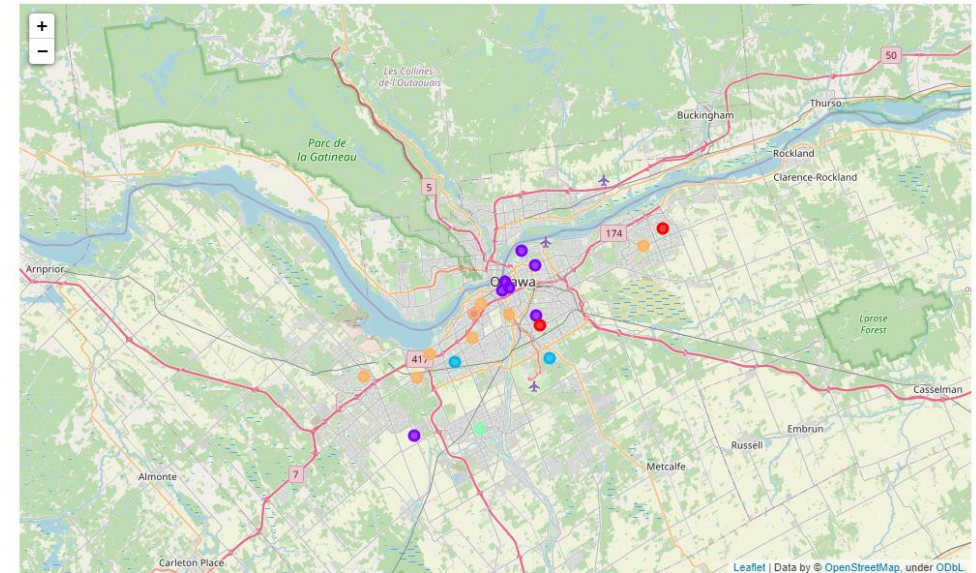 +
−
50
Les Collines
de-l'Outaouais
Thurso
Buckingham
Parc de
la Gatineau
Rockland
Clarence-Rockland
5
174
Arnprior
Ottawa
Larose
Forest
417
Casselman
Embrun
Russell
Metcalfe
7
Almonte
Carleton Place
Leaflet | Data by © OpenStreetMap, under ODbL.